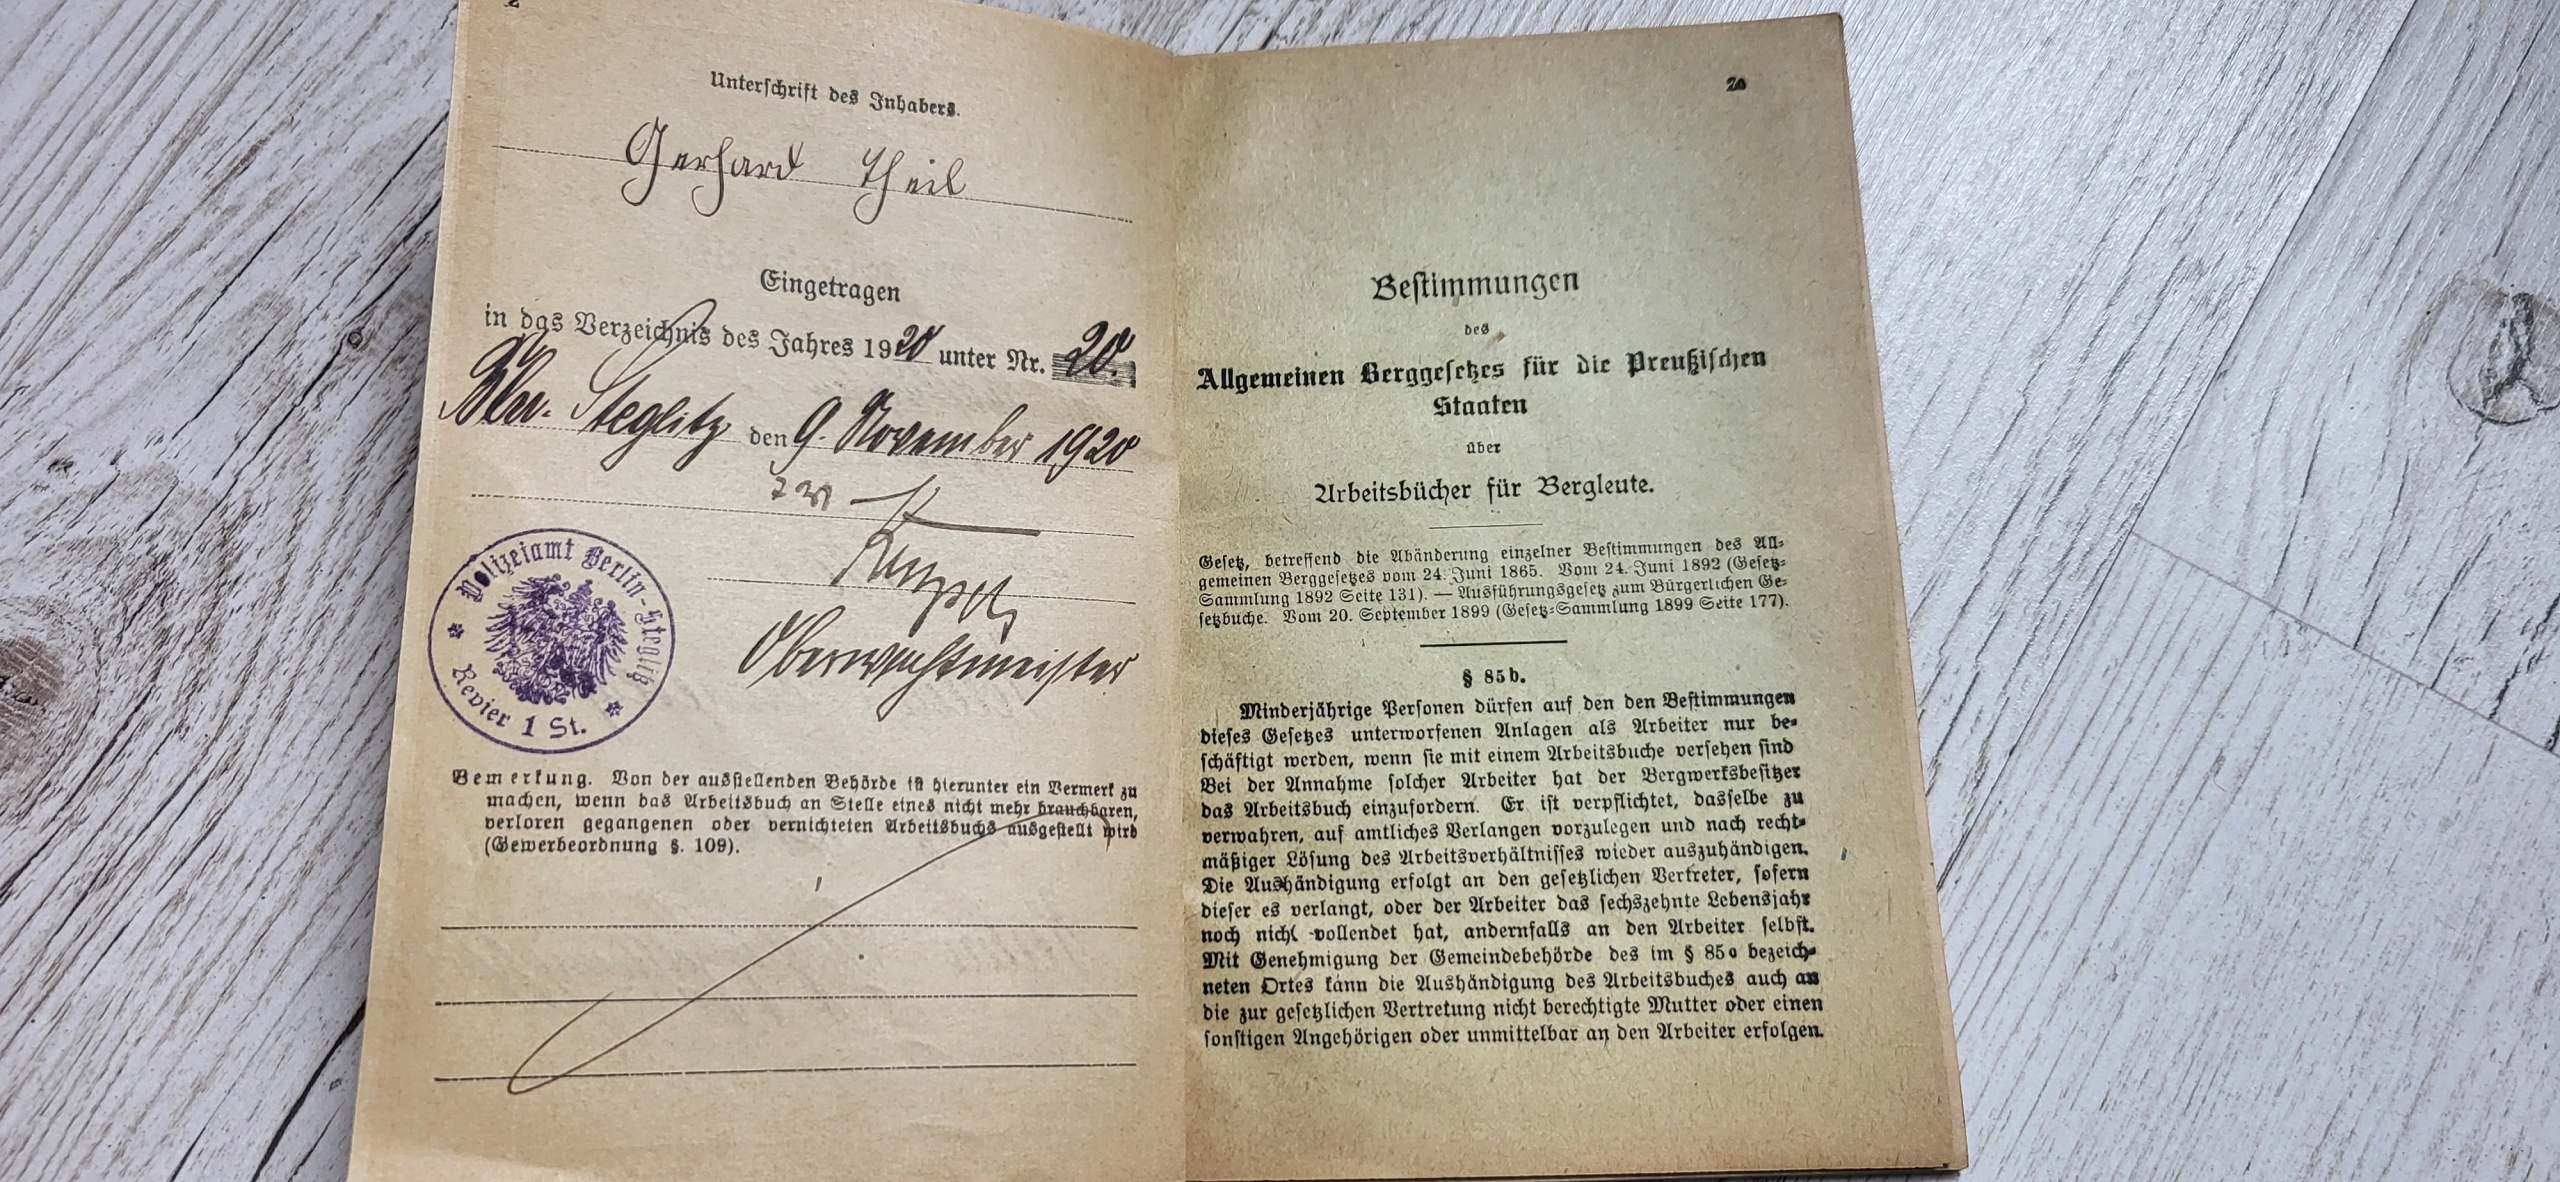 2
Unterschrift des Inhabers.
Gerhard Theil
Eingetragen
in das Verzeichnis des Jahres 1920 unter Nr. 20.
Bln. Steglitz den 9. November 1920
Oberwachtmeister
Polizeiamt Berlin-Steglitz
Revier 1 St.
Bemerkung. Von der ausstellenden Behörde ist hierunter ein Vermerk zu
machen, wenn das Arbeitsbuch an Stelle eines nicht mehr brauchbaren,
verloren gegangenen oder vernichteten Arbeitsbuchs ausgestellt wird
(Gewerbeordnung §. 109).
2a
Bestimmungen
des
Allgemeinen Berggesetzes für die Preußischen
Staaten
über
Arbeitsbücher für Bergleute.
Gesetz, betreffend die Abänderung einzelner Bestimmungen des All-
gemeinen Berggesetzes vom 24. Juni 1865. Vom 24. Juni 1892 (Gesetz-
Sammlung 1892 Seite 131). — Ausführungsgesetz zum Bürgerlichen Ge-
setzbuche. Vom 20. September 1899 (Gesetz-Sammlung 1899 Seite 177).
§ 85b.
Minderjährige Personen dürfen auf den den Bestimmungen
dieses Gesetzes unterworfenen Anlagen als Arbeiter nur be-
schäftigt werden, wenn sie mit einem Arbeitsbuche versehen sind
Bei der Annahme solcher Arbeiter hat der Bergwerksbesitzer
das Arbeitsbuch einzufordern. Er ist verpflichtet, dasselbe zu
verwahren, auf amtliches Verlangen vorzulegen und nach recht-
mäßiger Lösung des Arbeitsverhältnisses wieder auszuhändigen.
Die Aushändigung erfolgt an den gesetzlichen Vertreter, sofern
dieser es verlangt, oder der Arbeiter das sechszehnte Lebensjahr
noch nicht vollendet hat, andernfalls an den Arbeiter selbst.
Mit Genehmigung der Gemeindebehörde des im § 85c bezeich-
neten Ortes kann die Aushändigung des Arbeitsbuches auch an
die zur gesetzlichen Vertretung nicht berechtigte Mutter oder einen
sonstigen Angehörigen oder unmittelbar an den Arbeiter erfolgen.